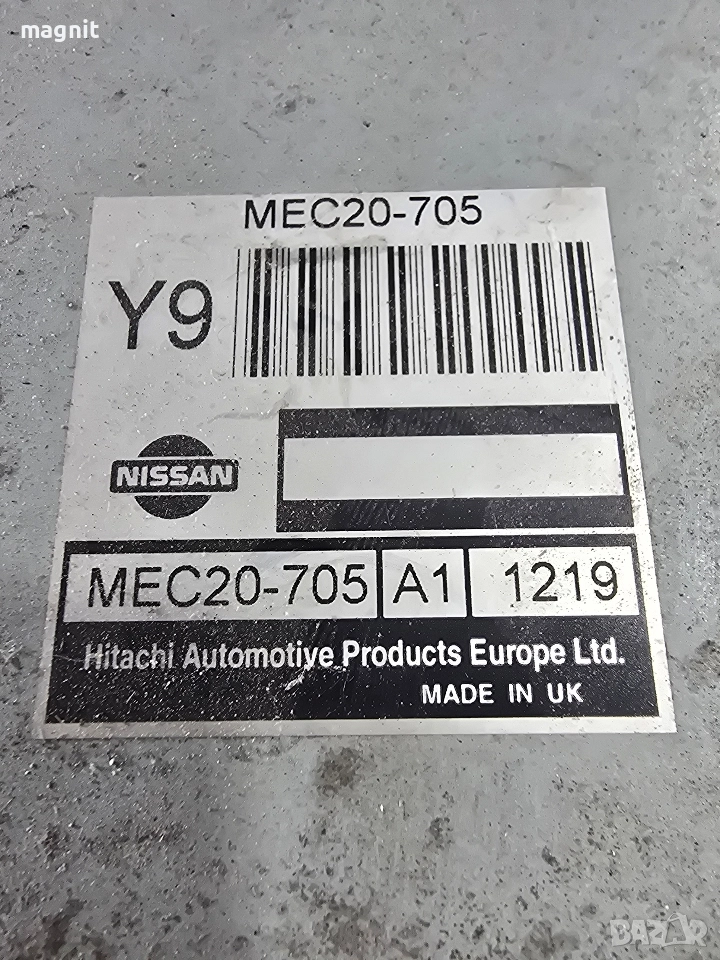 magnit
MEC20-705
Y9
NISSAN
MEC20-705 A1 1219
Hitachi Automotive Products Europe Ltd.
MADE IN UK
BAZAR